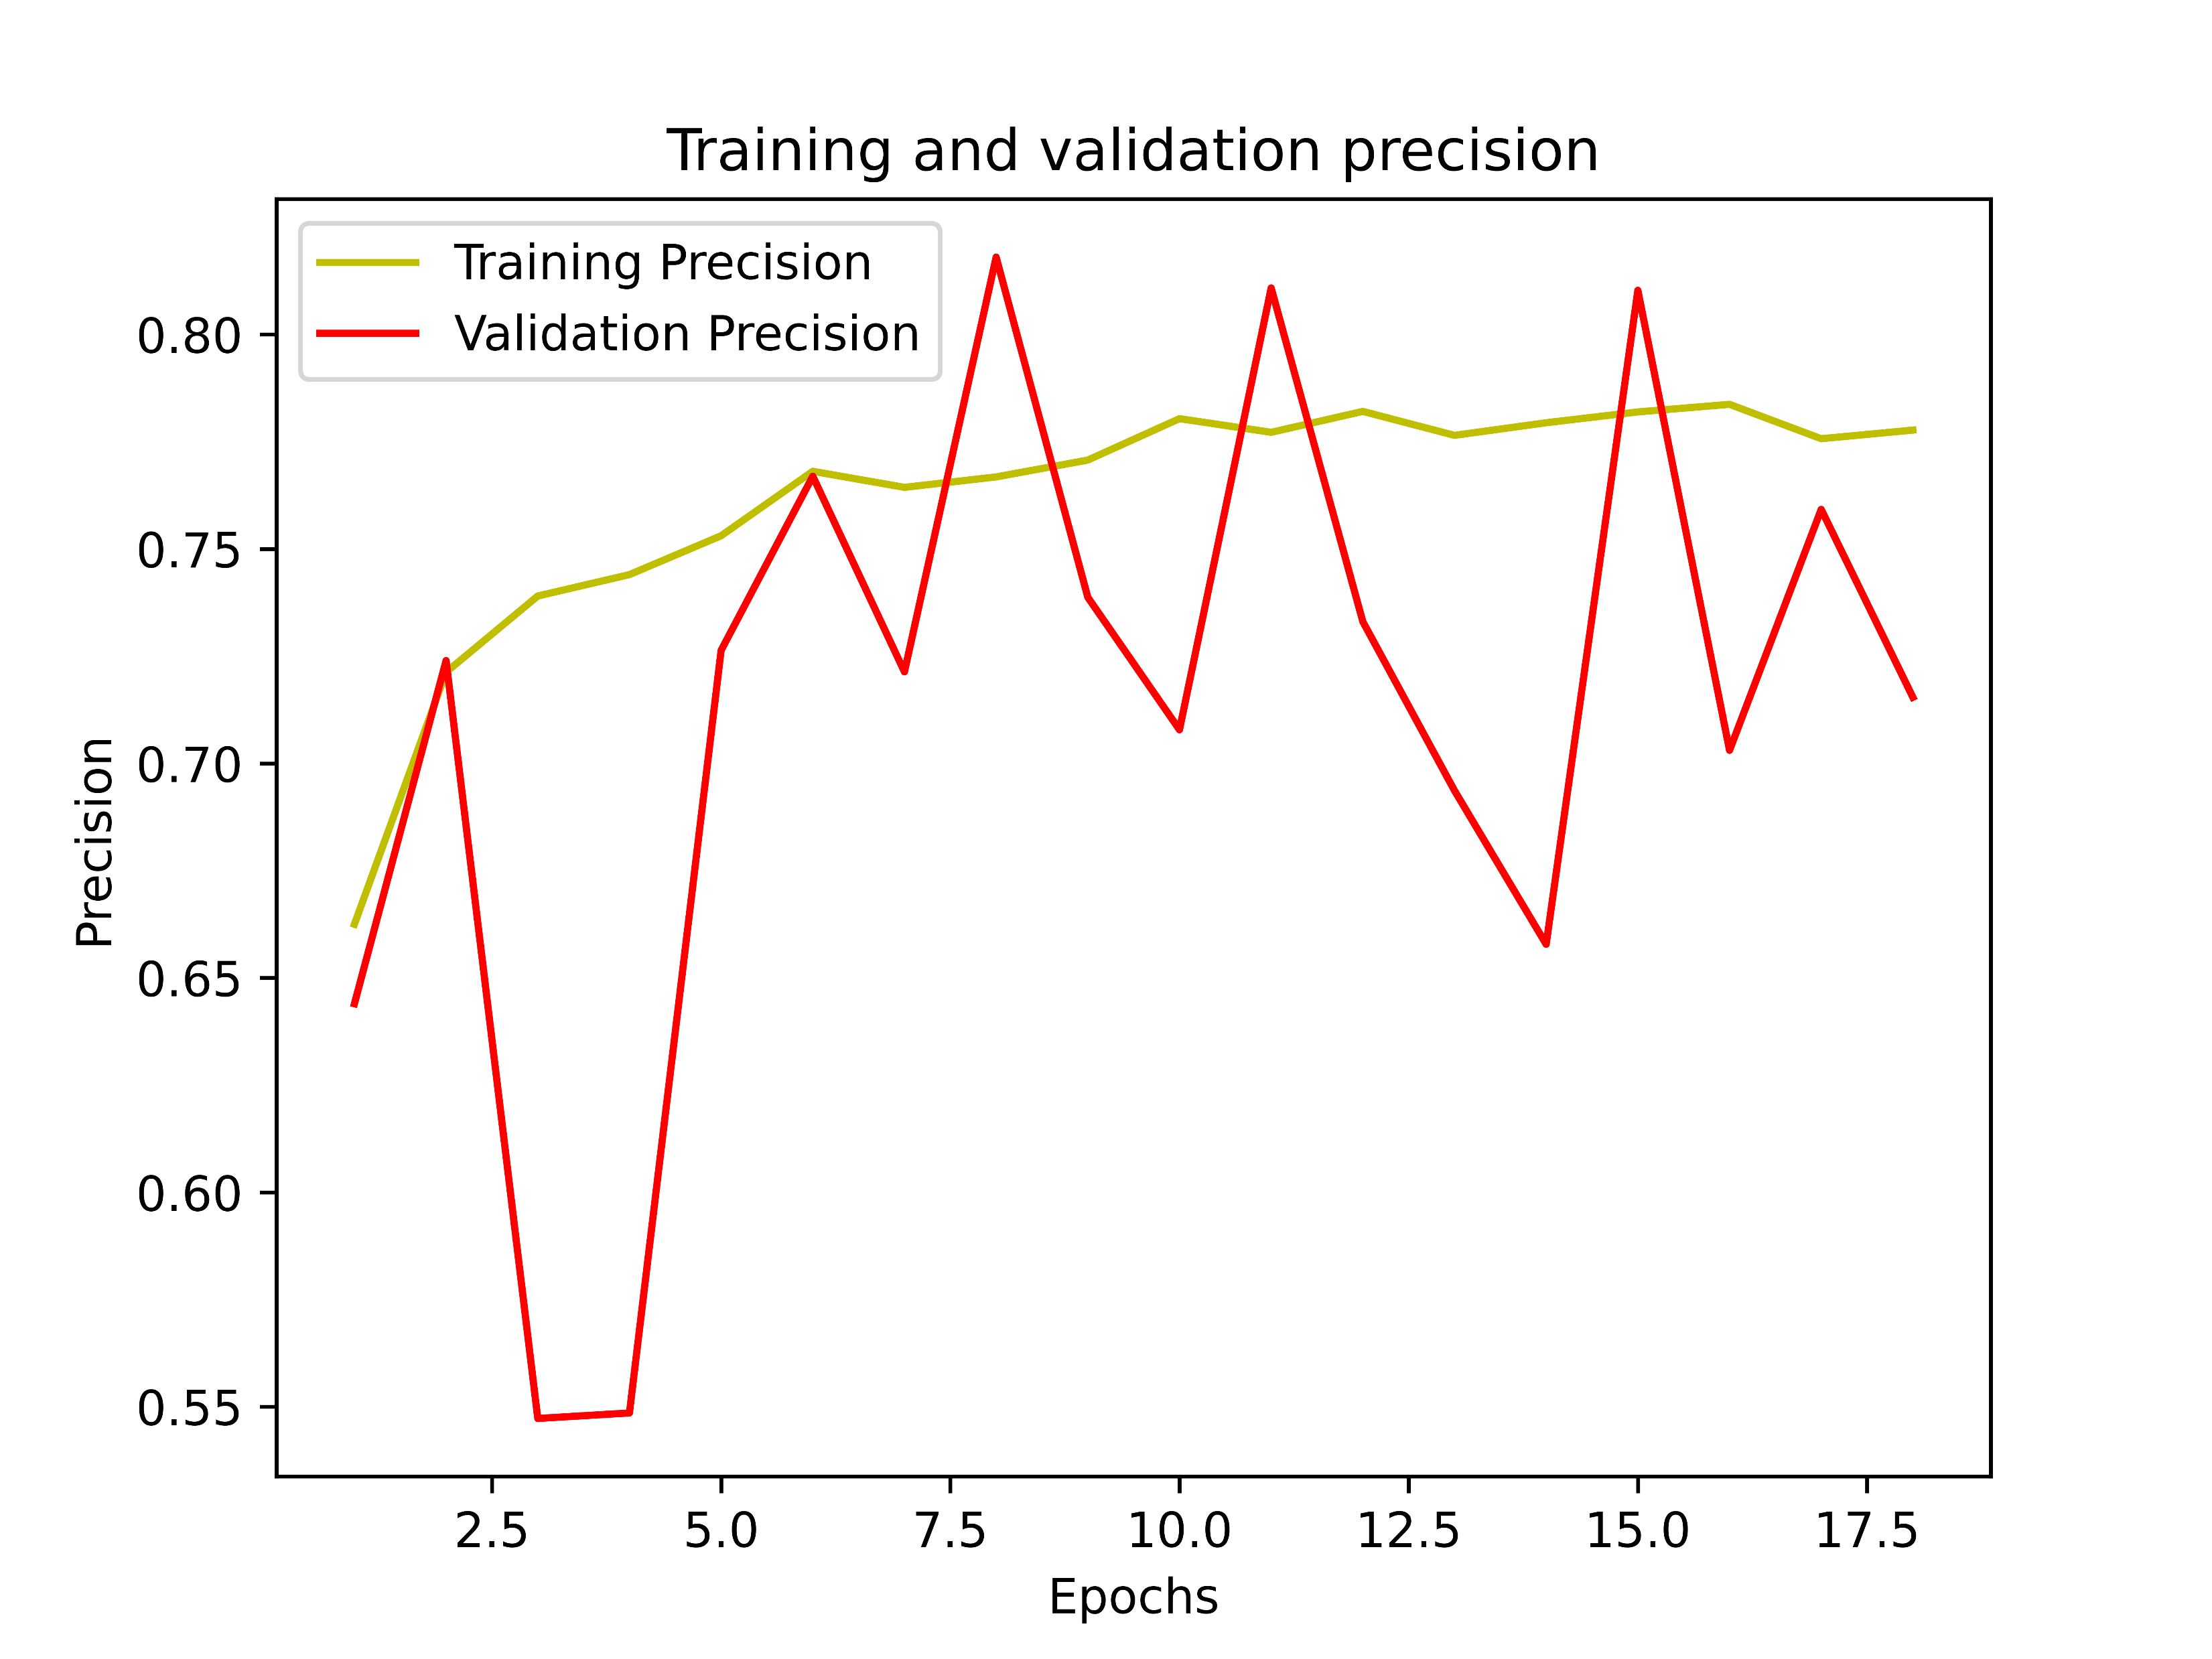 Training and validation precision
Training Precision
Validation Precision
0.80
0.75
0.70
0.65
0.60
0.55
Precision
2.5 5.0 7.5 10.0 12.5 15.0 17.5
Epochs